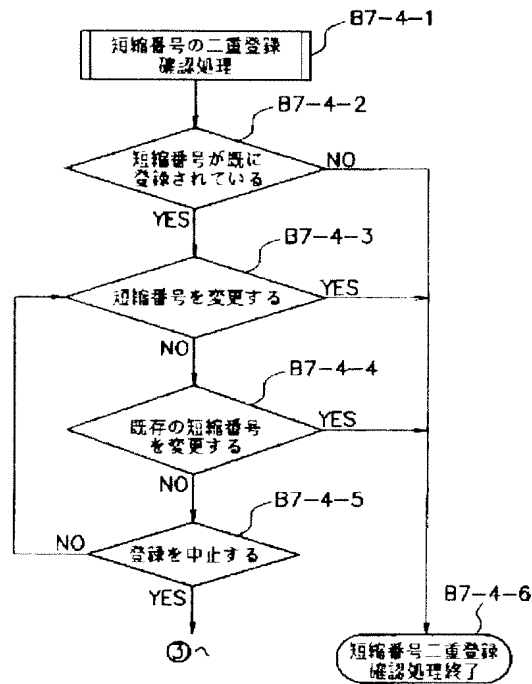 B7-4-1
短縮番号の二重登録
確認処理
B7-4-2
短縮番号が既に
登録されている
NO
YES
B7-4-3
短縮番号を変更する
YES
NO
B7-4-4
既存の短縮番号
を変更する
YES
NO
B7-4-5
登録を中止する
NO
YES
③へ
B7-4-6
短縮番号二重登録
確認処理終了